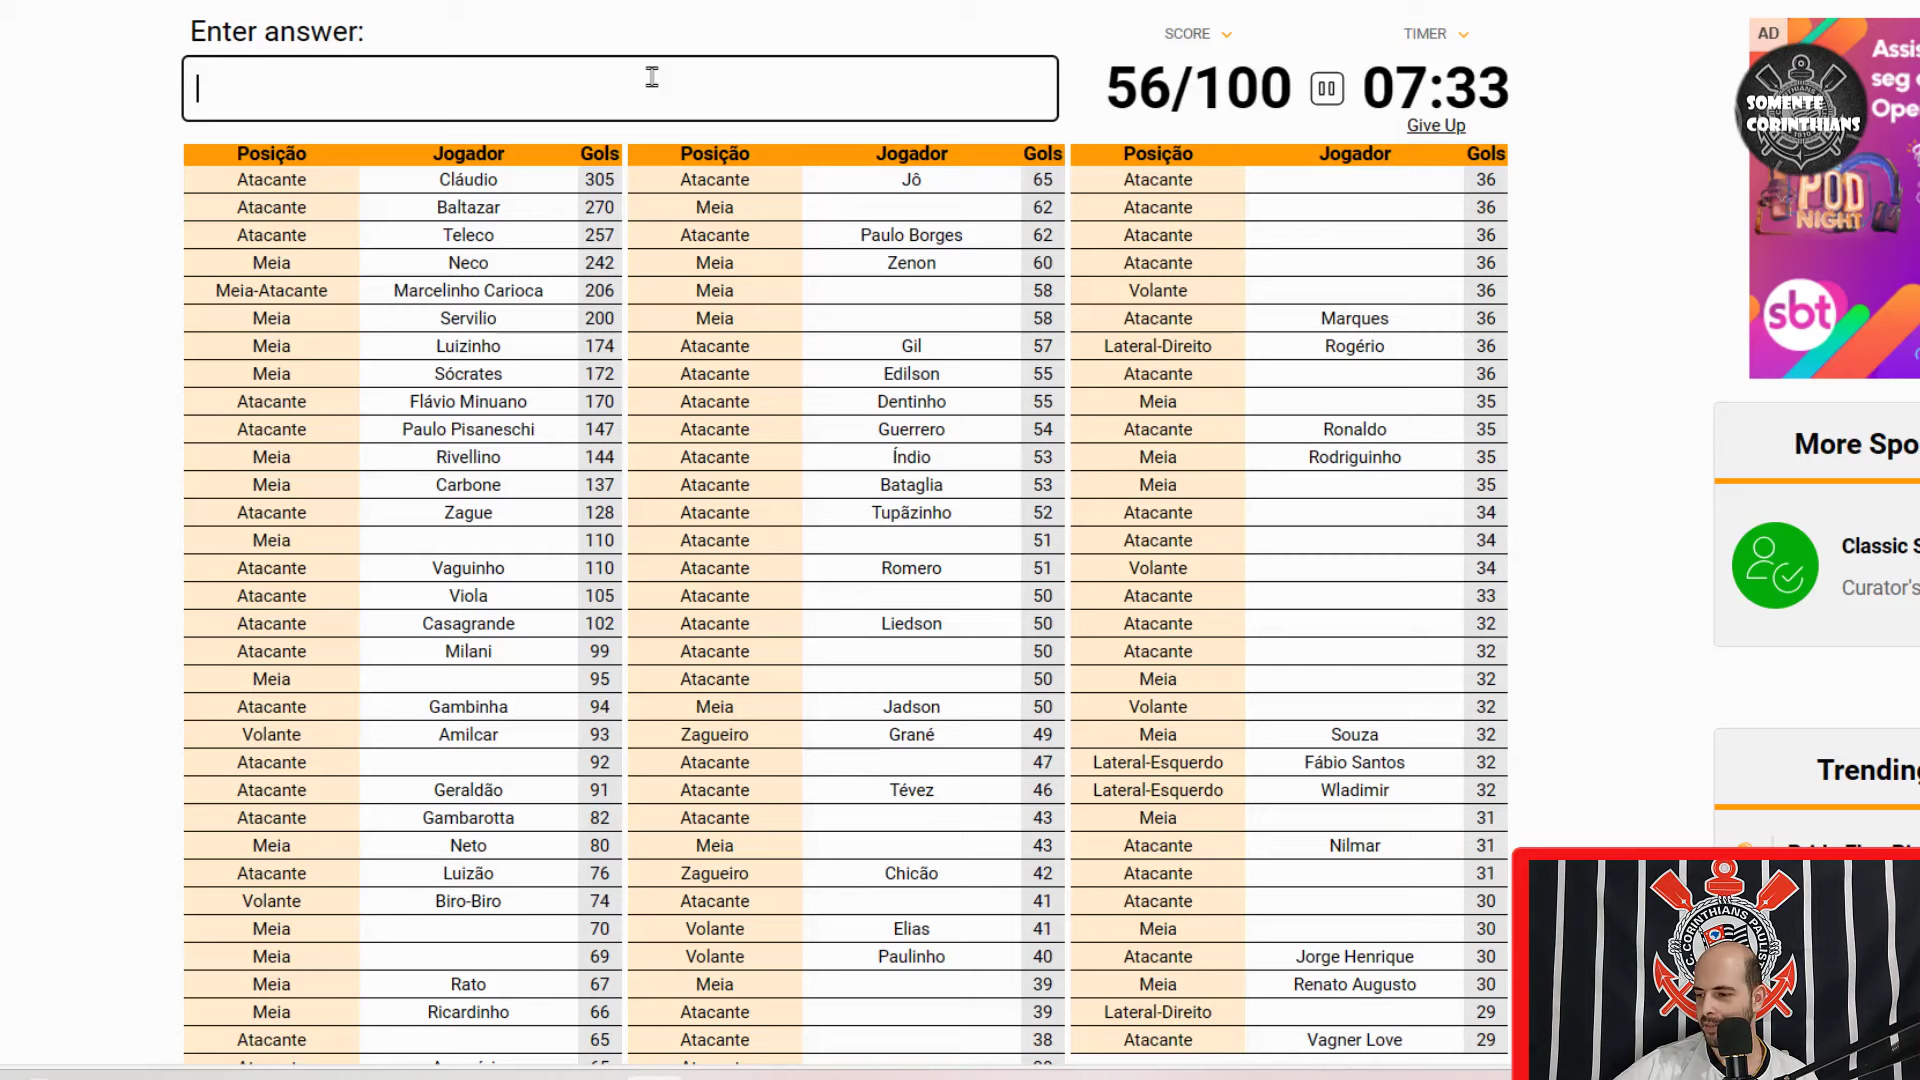 Enter answer:
SCORE
TIMER
56/100
07:33
Give Up
Posição Jogador Gols
Atacante Cláudio 305
Atacante Baltazar 270
Atacante Teleco 257
Meia Neco 242
Meia-Atacante Marcelinho Carioca 206
Meia Servilio 200
Meia Luizinho 174
Meia Sócrates 172
Atacante Flávio Minuano 170
Atacante Paulo Pisaneschi 147
Meia Rivellino 144
Meia Carbone 137
Atacante Zague 128
Meia 110
Atacante Vaguinho 110
Atacante Viola 105
Atacante Casagrande 102
Atacante Milani 99
Meia 95
Atacante Gambinha 94
Volante Amilcar 93
Atacante 92
Atacante Geraldão 91
Atacante Gambarotta 82
Meia Neto 80
Atacante Luizão 76
Volante Biro-Biro 74
Meia 70
Meia 69
Meia Rato 67
Meia Ricardinho 66
Atacante 65
Posição Jogador Gols
Atacante Jô 65
Meia 62
Atacante Paulo Borges 62
Meia Zenon 60
Meia 58
Meia 58
Atacante Gil 57
Atacante Edilson 55
Atacante Dentinho 55
Atacante Guerrero 54
Atacante Índio 53
Atacante Bataglia 53
Atacante Tupãzinho 52
Atacante 51
Atacante Romero 51
Atacante 50
Atacante Liedson 50
Atacante 50
Atacante 50
Meia Jadson 50
Zagueiro Grané 49
Atacante 47
Atacante Tévez 46
Atacante 43
Meia 43
Zagueiro Chicão 42
Atacante 41
Volante Elias 41
Volante Paulinho 40
Meia 39
Atacante 39
Atacante 38
Posição Jogador Gols
Atacante 36
Atacante 36
Atacante 36
Atacante 36
Volante 36
Atacante Marques 36
Lateral-Direito Rogério 36
Atacante 36
Meia 35
Atacante Ronaldo 35
Meia Rodriguinho 35
Meia 35
Atacante 34
Atacante 34
Volante 34
Atacante 33
Atacante 32
Atacante 32
Meia 32
Volante 32
Meia Souza 32
Lateral-Esquerdo Fábio Santos 32
Lateral-Esquerdo Wladimir 32
Meia 31
Atacante Nilmar 31
Atacante 31
Atacante 30
Meia 30
Atacante Jorge Henrique 30
Meia Renato Augusto 30
Lateral-Direito 29
Atacante Vagner Love 29
AD
Assis
seg
Ope
SOMENTE
CORINTHIANS
POD
NIGHT
sbt
More Spo
Classic S
Curator's
Trending